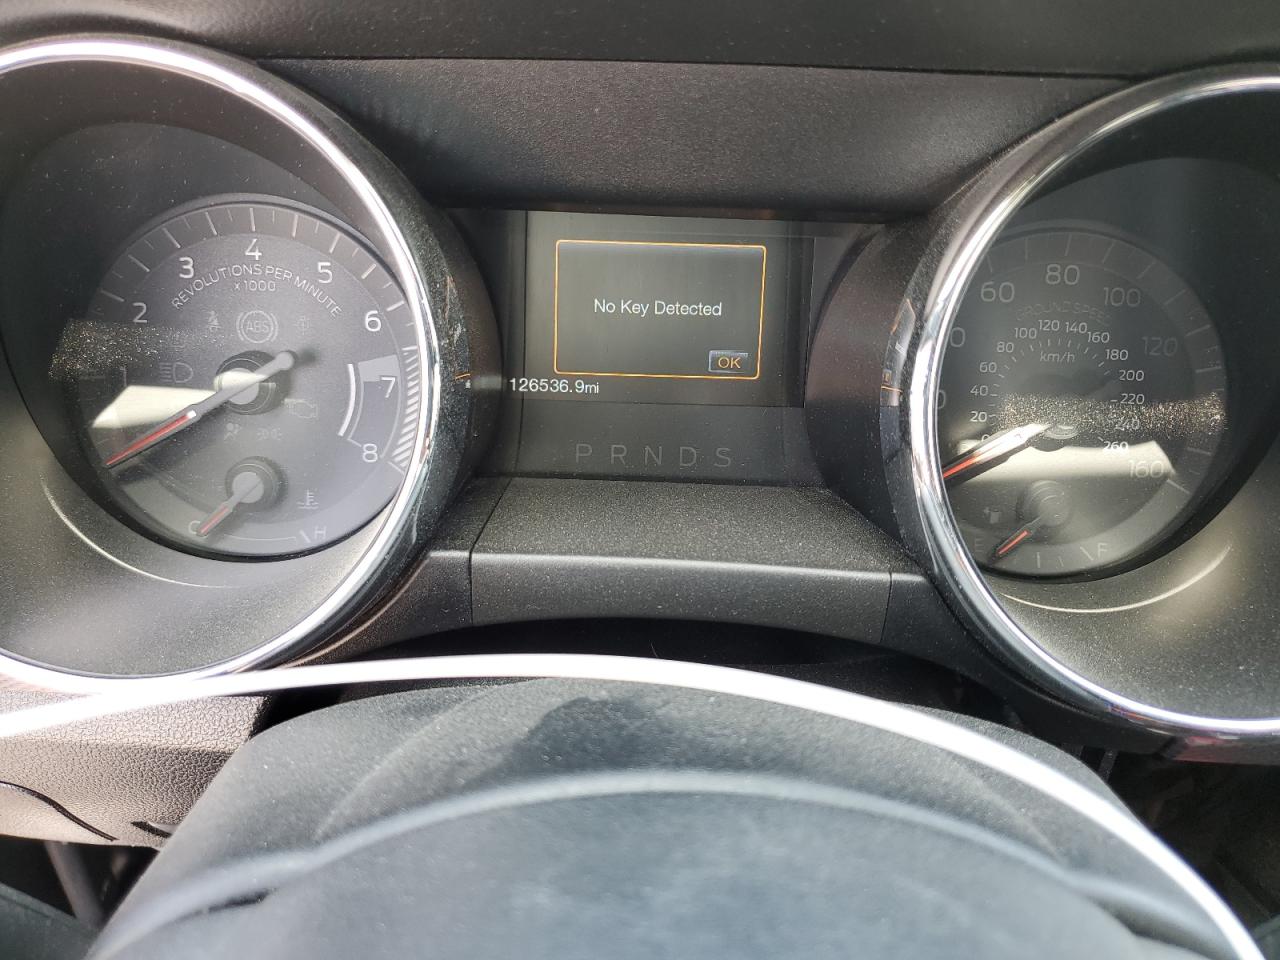 4
3
5
REVOLUTIONS PER MINUTE
x1000
2
6
ABS
7
8
C
H
No Key Detected
OK
126536.9mi
P R N D S
80
60
100
GROUND SPEED
120
120
140
100
160
80
180
km/h
60
200
40
220
20
240
0
260
160
E
F